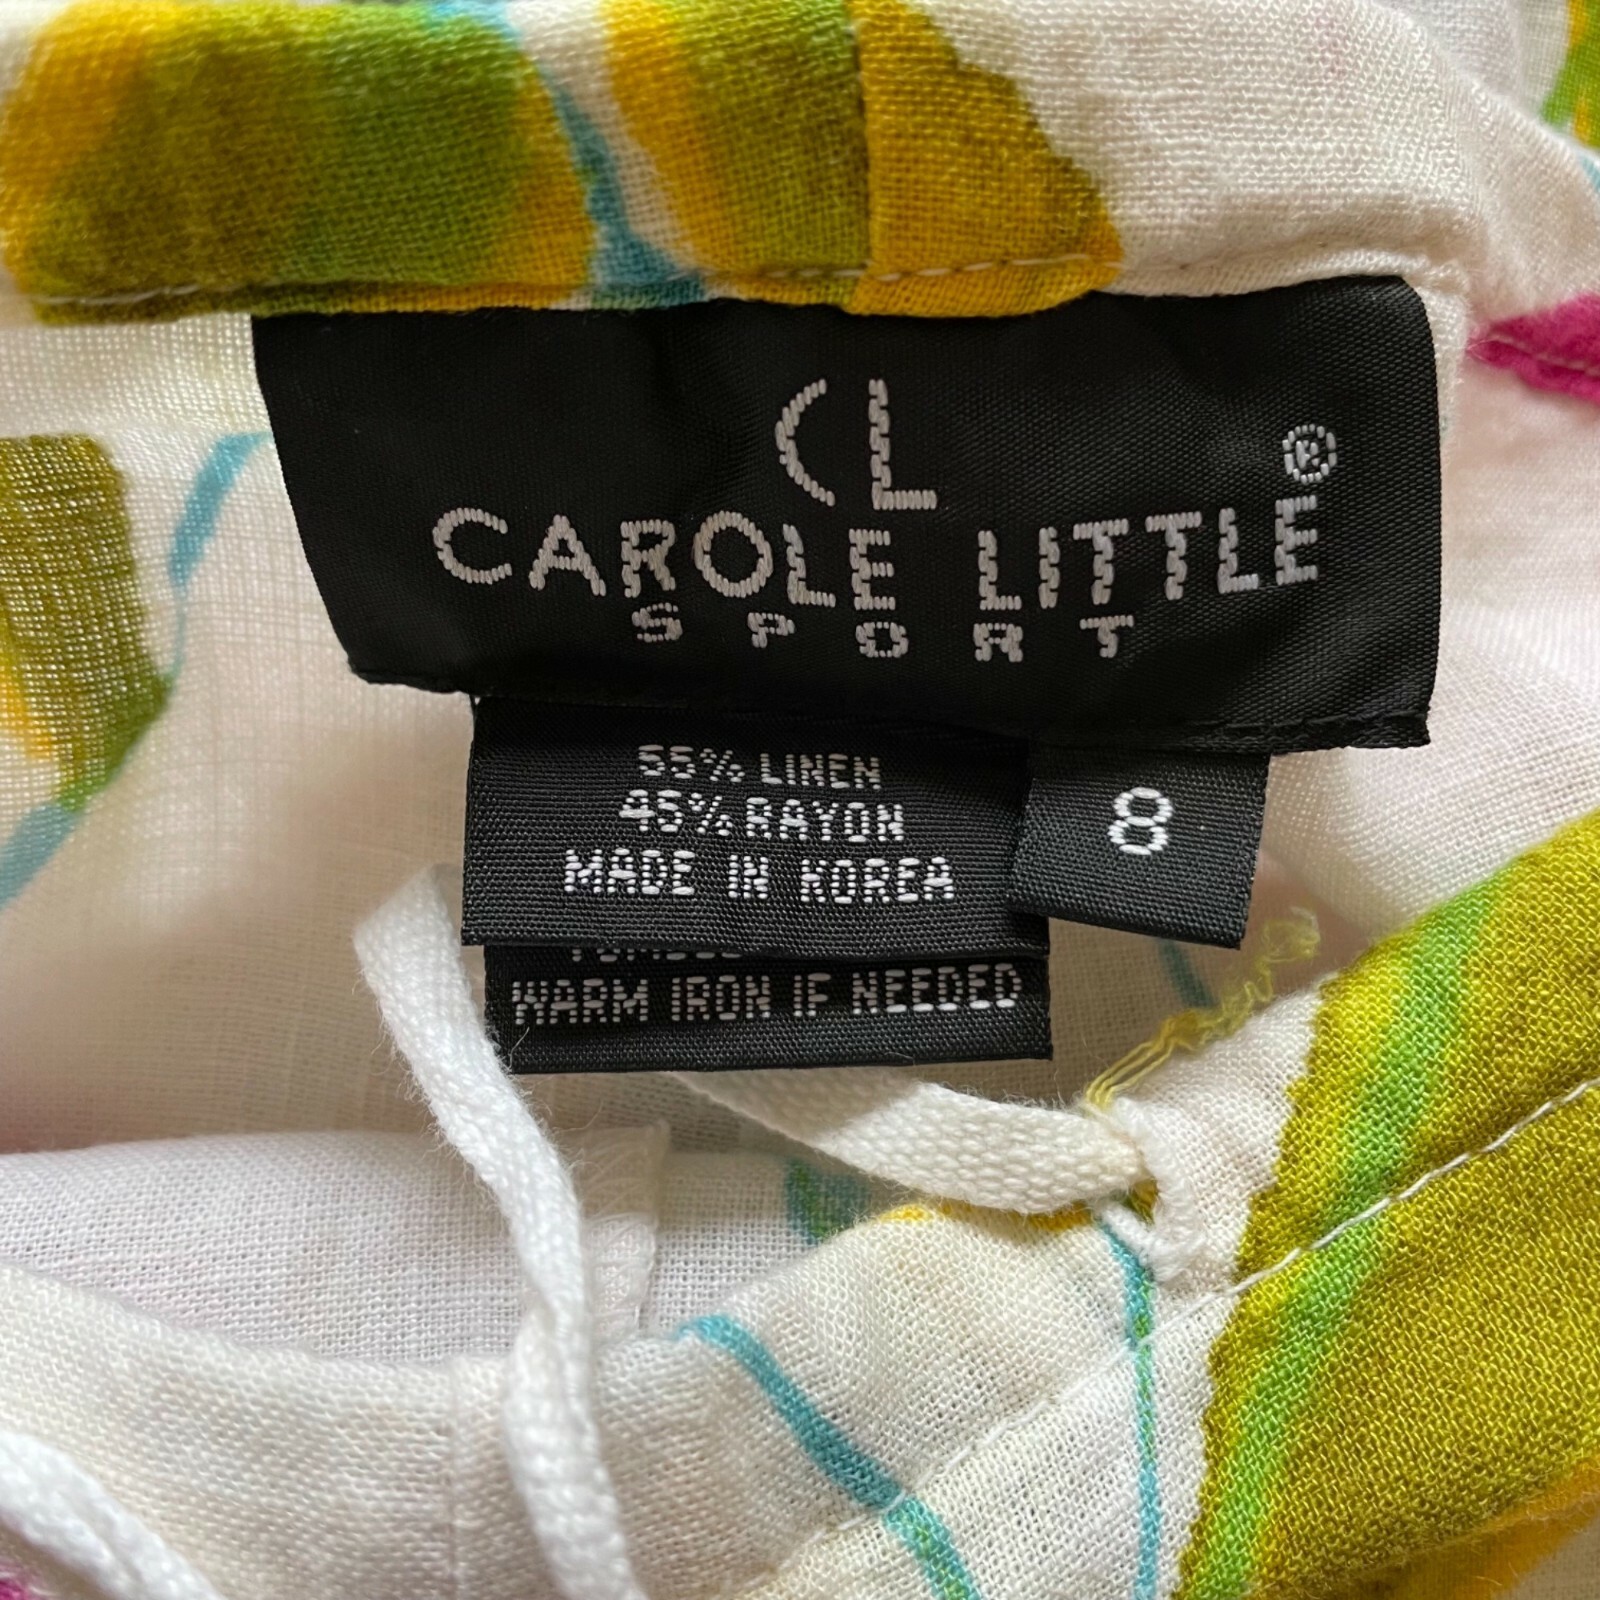 CL
CAROLE LITTLE®
SPORT
55% LINEN
45% RAYON
MADE IN KOREA
8
WARM IRON IF NEEDED